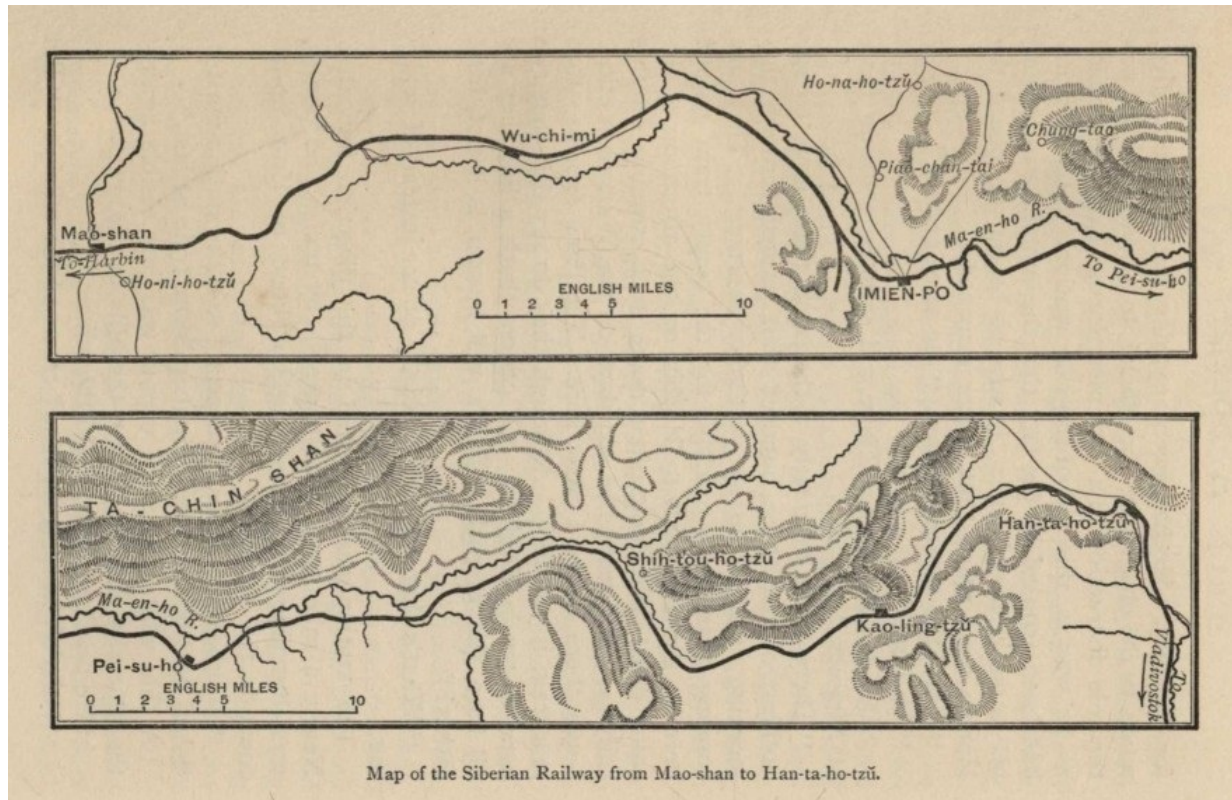 Ho-na-ho-tzŭ
Chung-tao
Wu-chi-mi
Piao-chan-tai
Mao-shan
Ma-en-ho R.
To Harbin
Ho-ni-ho-tzŭ
To Pei-su-ho
IMIEN-P'O
ENGLISH MILES
0 1 2 3 4 5 10
TA-CHIN SHAN
Han-ta-ho-tzŭ
Shih-tou-ho-tzŭ
Ma-en-ho R.
Kao-ling-tzŭ
Pei-su-ho
To Vladivostok
ENGLISH MILES
0 1 2 3 4 5 10
Map of the Siberian Railway from Mao-shan to Han-ta-ho-tzŭ.